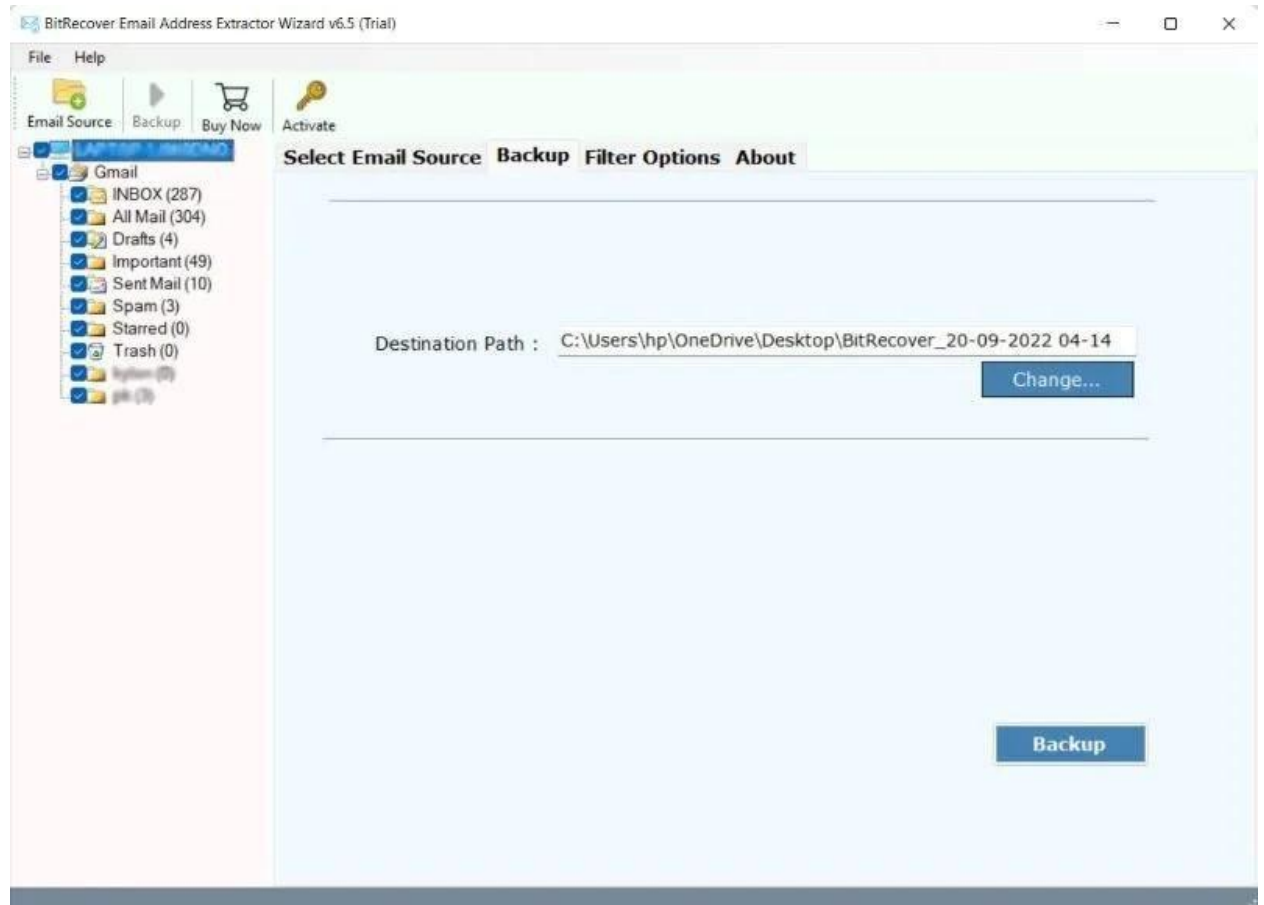 BitRecover Email Address Extractor Wizard v6.5 (Trial)
File Help
Email Source Backup Buy Now Activate
Select Email Source Backup Filter Options About
Gmail
INBOX (287)
All Mail (304)
Drafts (4)
Important (49)
Sent Mail (10)
Spam (3)
Starred (0)
Trash (0)
Destination Path : C:\Users\hp\OneDrive\Desktop\BitRecover_20-09-2022 04-14
Change...
Backup